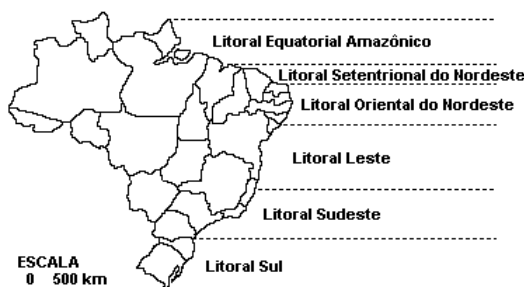 Litoral Equatorial Amazônico
Litoral Setentrional do Nordeste
Litoral Oriental do Nordeste
Litoral Leste
Litoral Sudeste
Litoral Sul
ESCALA
0 500 km